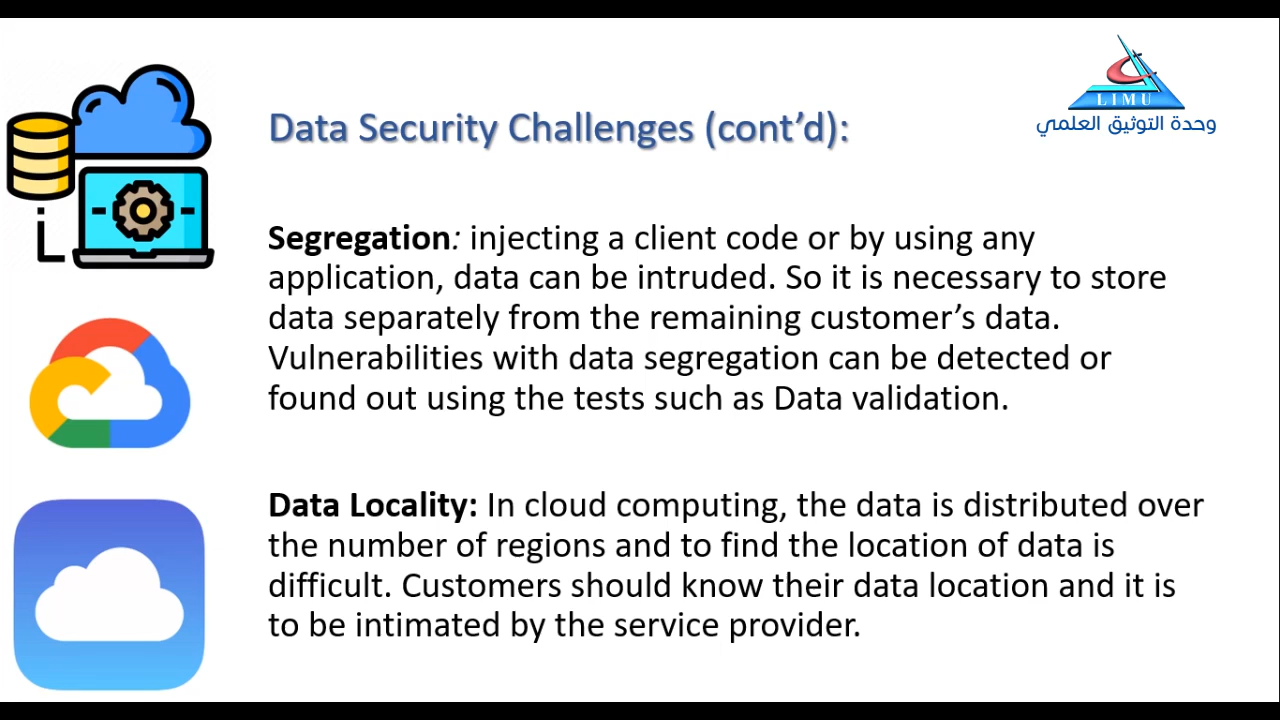 LIMU
وحدة التوثيق العلمي
Data Security Challenges (cont’d):
Segregation: injecting a client code or by using any
application, data can be intruded. So it is necessary to store
data separately from the remaining customer’s data.
Vulnerabilities with data segregation can be detected or
found out using the tests such as Data validation.
Data Locality: In cloud computing, the data is distributed over
the number of regions and to find the location of data is
difficult. Customers should know their data location and it is
to be intimated by the service provider.